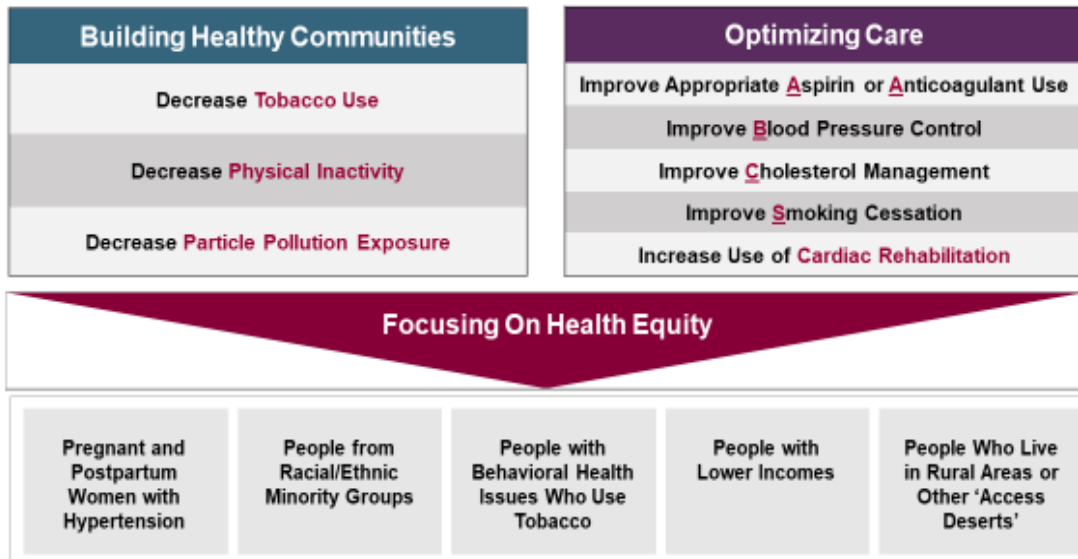 Building Healthy Communities
Decrease Tobacco Use
Decrease Physical Inactivity
Decrease Particle Pollution Exposure
Optimizing Care
Improve Appropriate Aspirin or Anticoagulant Use
Improve Blood Pressure Control
Improve Cholesterol Management
Improve Smoking Cessation
Increase Use of Cardiac Rehabilitation
Focusing On Health Equity
Pregnant and
Postpartum
Women with
Hypertension
People from
Racial/Ethnic
Minority Groups
People with
Behavioral Health
Issues Who Use
Tobacco
People with
Lower Incomes
People Who Live
in Rural Areas or
Other ‘Access
Deserts’